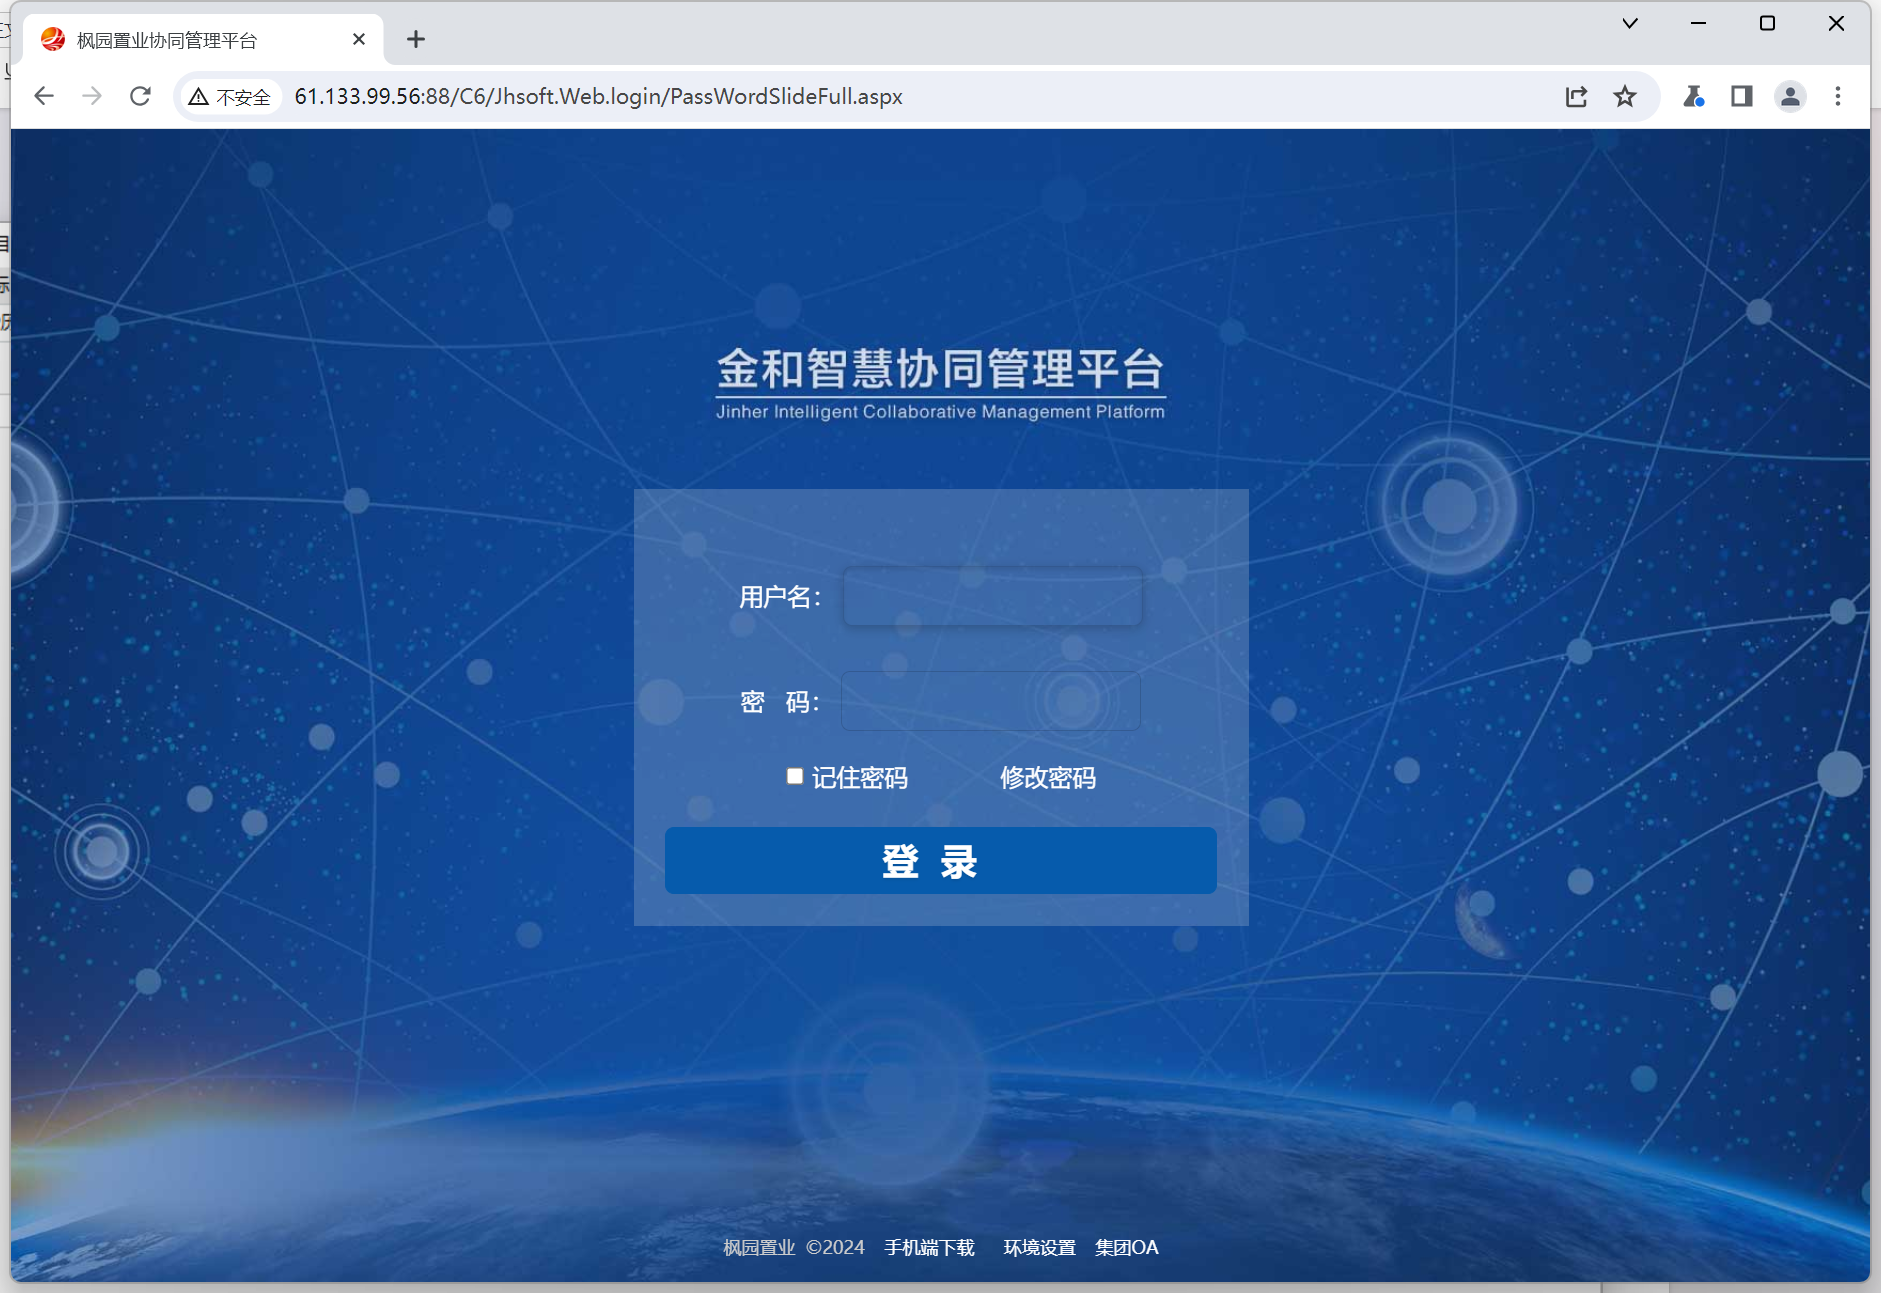 枫园置业协同管理平台
不安全 61.133.99.56:88/C6/Jhsoft.Web.login/PassWordSlideFull.aspx
金和智慧协同管理平台
Jinher Intelligent Collaborative Management Platform
用户名：
密 码：
记住密码 修改密码
登 录
枫园置业 ©2024 手机端下载 环境设置 集团OA